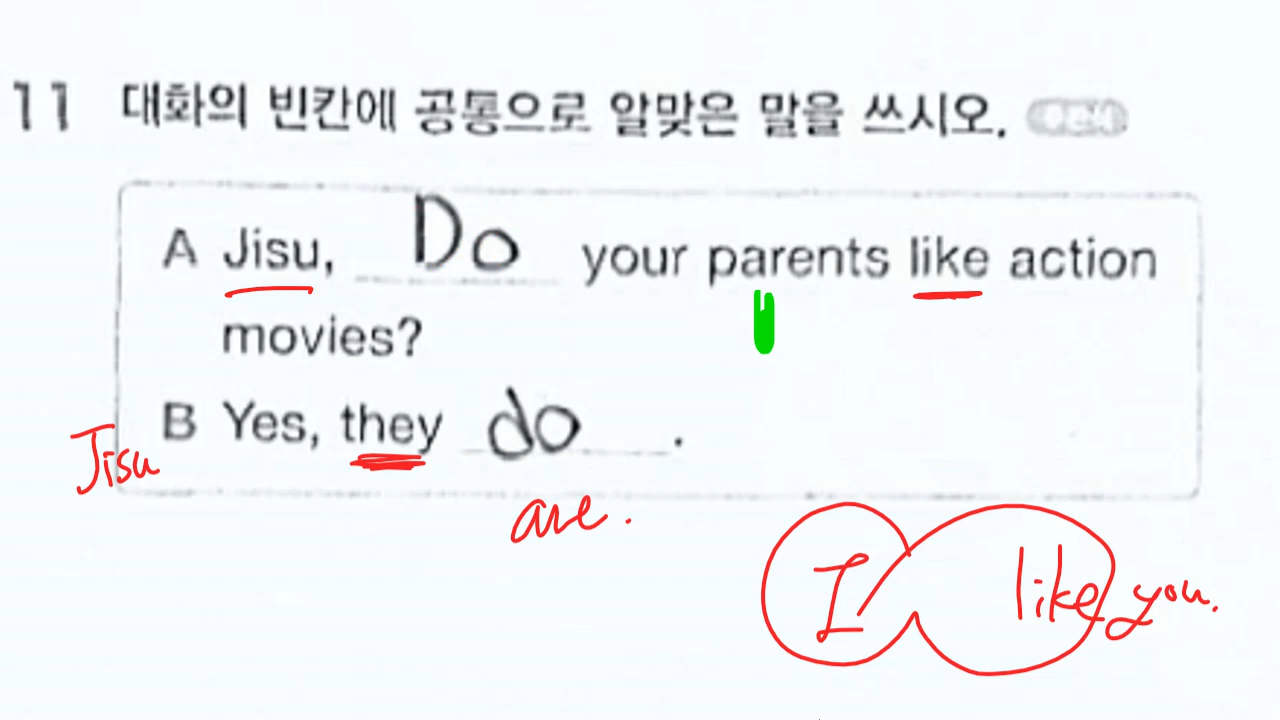 11 대화의 빈칸에 공통으로 알맞은 말을 쓰시오.
A Jisu, Do your parents like action
movies?
B Yes, they do.
Jisu
are.
I like you.